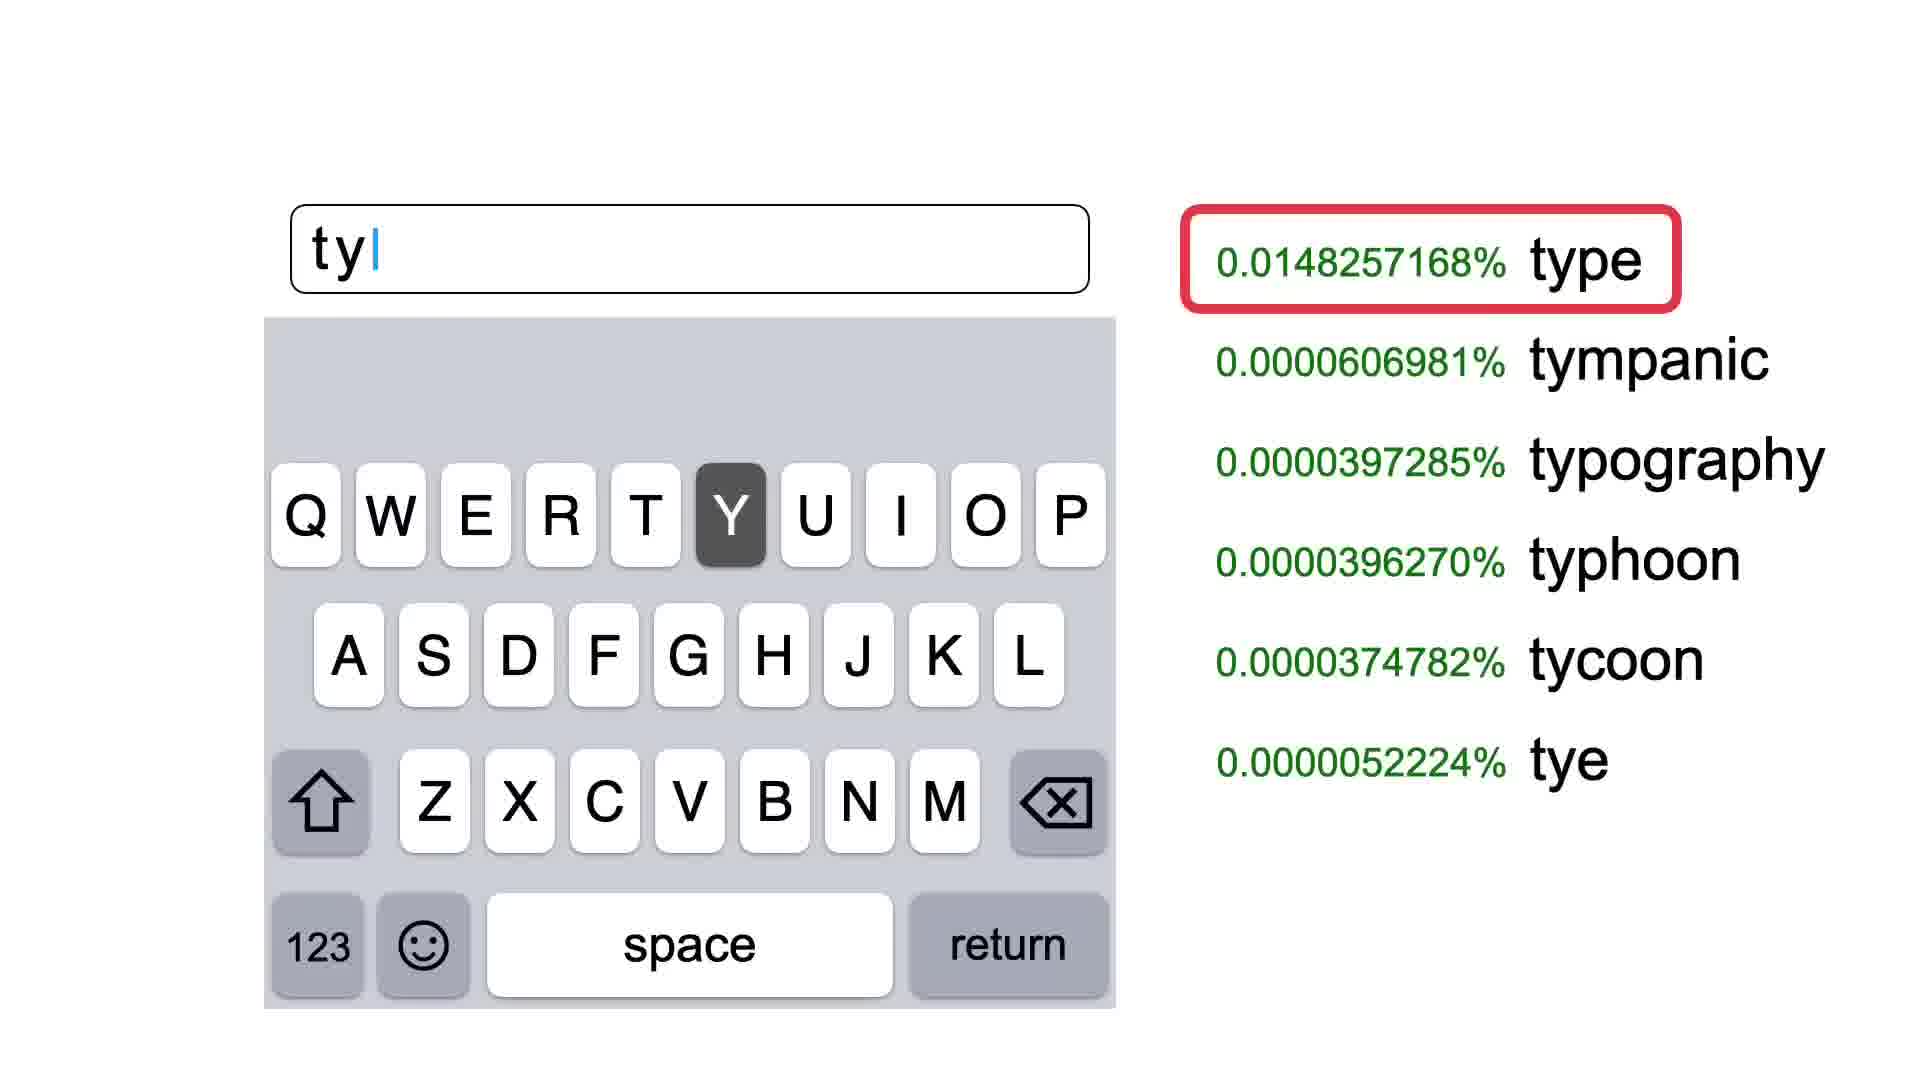 ty
0.0148257168% type
0.0000606981% tympanic
0.0000397285% typography
0.0000396270% typhoon
0.0000374782% tycoon
0.0000052224% tye
Q W E R T Y U I O P
A S D F G H J K L
Z X C V B N M
123 space return